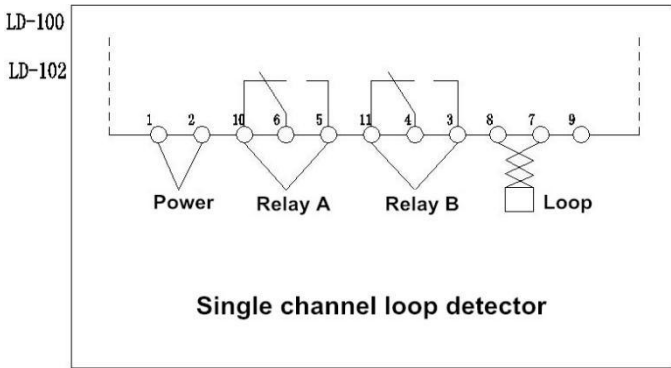 LD-100
LD-102
1 2 10 6 5 11 4 3 8 7 9
Power Relay A Relay B Loop
Single channel loop detector